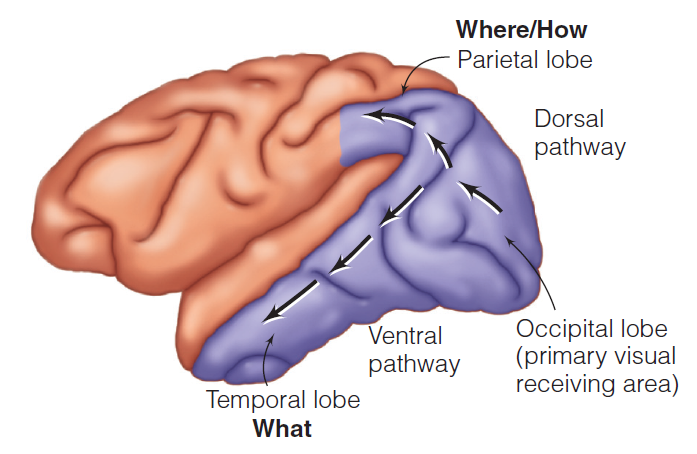 Where/How
Parietal lobe
Dorsal
pathway
Occipital lobe
(primary visual
receiving area)
Ventral
pathway
Temporal lobe
What